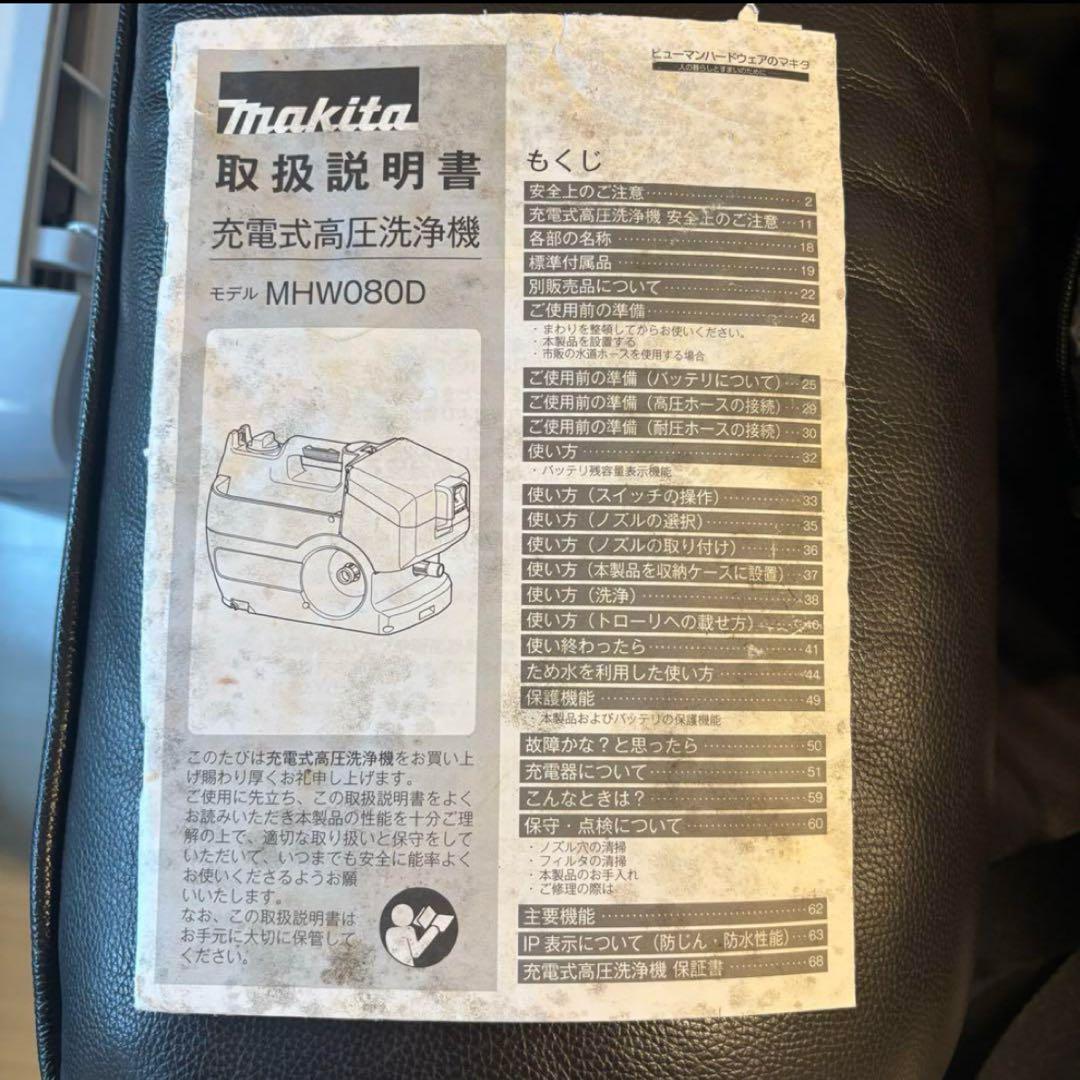 makita
取扱説明書
充電式高圧洗浄機
モデル MHW080D
このたびは充電式高圧洗浄機をお買い上
げ賜わり厚くお礼申し上げます。
ご使用に先立ち、この取扱説明書をよく
お読みいただき本製品の性能を十分ご理
解の上で、適切な取り扱いと保守をして
いただいて、いつまでも安全に能率よく
お使いくださるようお願
いいたします。
なお、この取扱説明書は
お手元に大切に保管して
ください。
ヒューマンハードウェアのマキタ
人の暮らしとすまいのために
もくじ
安全上のご注意 2
充電式高圧洗浄機 安全上のご注意 11
各部の名称 18
標準付属品 19
別販売品について 22
ご使用前の準備 24
・まわりを整頓してからお使いください。
・本製品を設置する
・市販の水道ホースを使用する場合
ご使用前の準備（バッテリについて） 25
ご使用前の準備（高圧ホースの接続） 29
ご使用前の準備（耐圧ホースの接続） 30
使い方 32
・バッテリ残容量表示機能
使い方（スイッチの操作） 33
使い方（ノズルの選択） 35
使い方（ノズルの取り付け） 36
使い方（本製品を収納ケースに設置） 37
使い方（洗浄） 38
使い方（トローリへの載せ方） 40
使い終わったら 41
ため水を利用した使い方 44
保護機能 49
・本製品およびバッテリの保護機能
故障かな？と思ったら 50
充電器について 51
こんなときは？ 59
保守・点検について 60
・ノズル穴の清掃
・フィルタの清掃
・本製品のお手入れ
・ご修理の際は
主要機能 62
IP 表示について（防じん・防水性能） 63
充電式高圧洗浄機 保証書 68